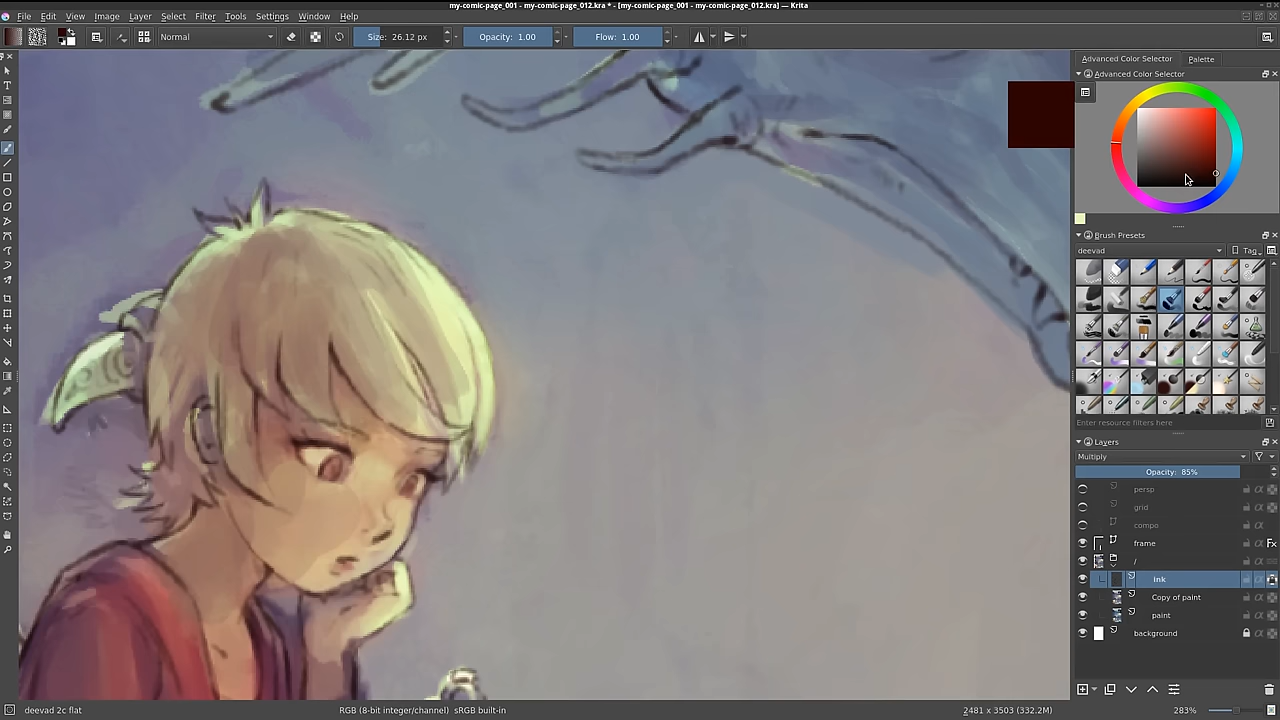 my-comic-page_001 - my-comic-page_012.kra * - [my-comic-page_001 - my-comic-page_012.kra] — Krita
File Edit View Image Layer Select Filter Tools Settings Window Help
Normal Size: 26.12 px Opacity: 1.00 Flow: 1.00
Advanced Color Selector Palette
Advanced Color Selector
Brush Presets
deevad Tag
Enter resource filters here
Layers
Multiply
Opacity: 85%
persp
grid
compo
frame
/
ink
Copy of paint
paint
background
deevad 2c flat RGB (8-bit integer/channel) sRGB built-in 2481 x 3503 (332.2M) 283%